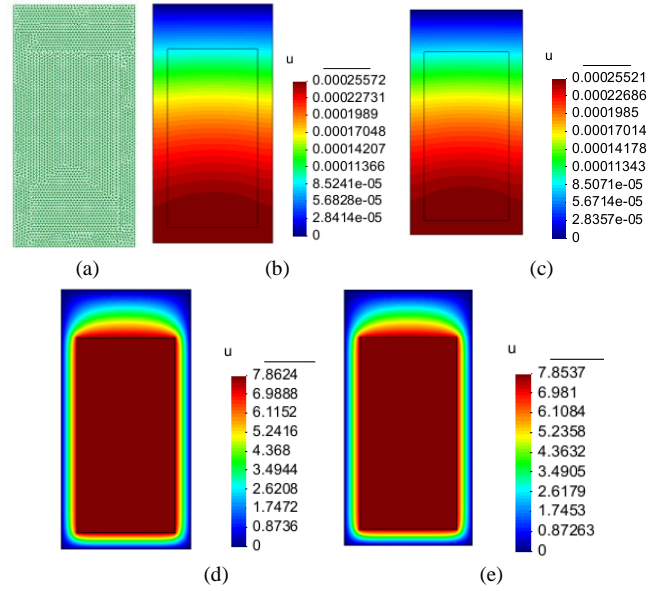 u
0.00025572
0.00022731
0.0001989
0.00017048
0.00014207
0.00011366
8.5241e-05
5.6828e-05
2.8414e-05
0
u
0.00025521
0.00022686
0.0001985
0.00017014
0.00014178
0.00011343
8.5071e-05
5.6714e-05
2.8357e-05
0
(a)
(b)
(c)
u
7.8624
6.9888
6.1152
5.2416
4.368
3.4944
2.6208
1.7472
0.8736
0
u
7.8537
6.981
6.1084
5.2358
4.3632
3.4905
2.6179
1.7453
0.87263
0
(d)
(e)